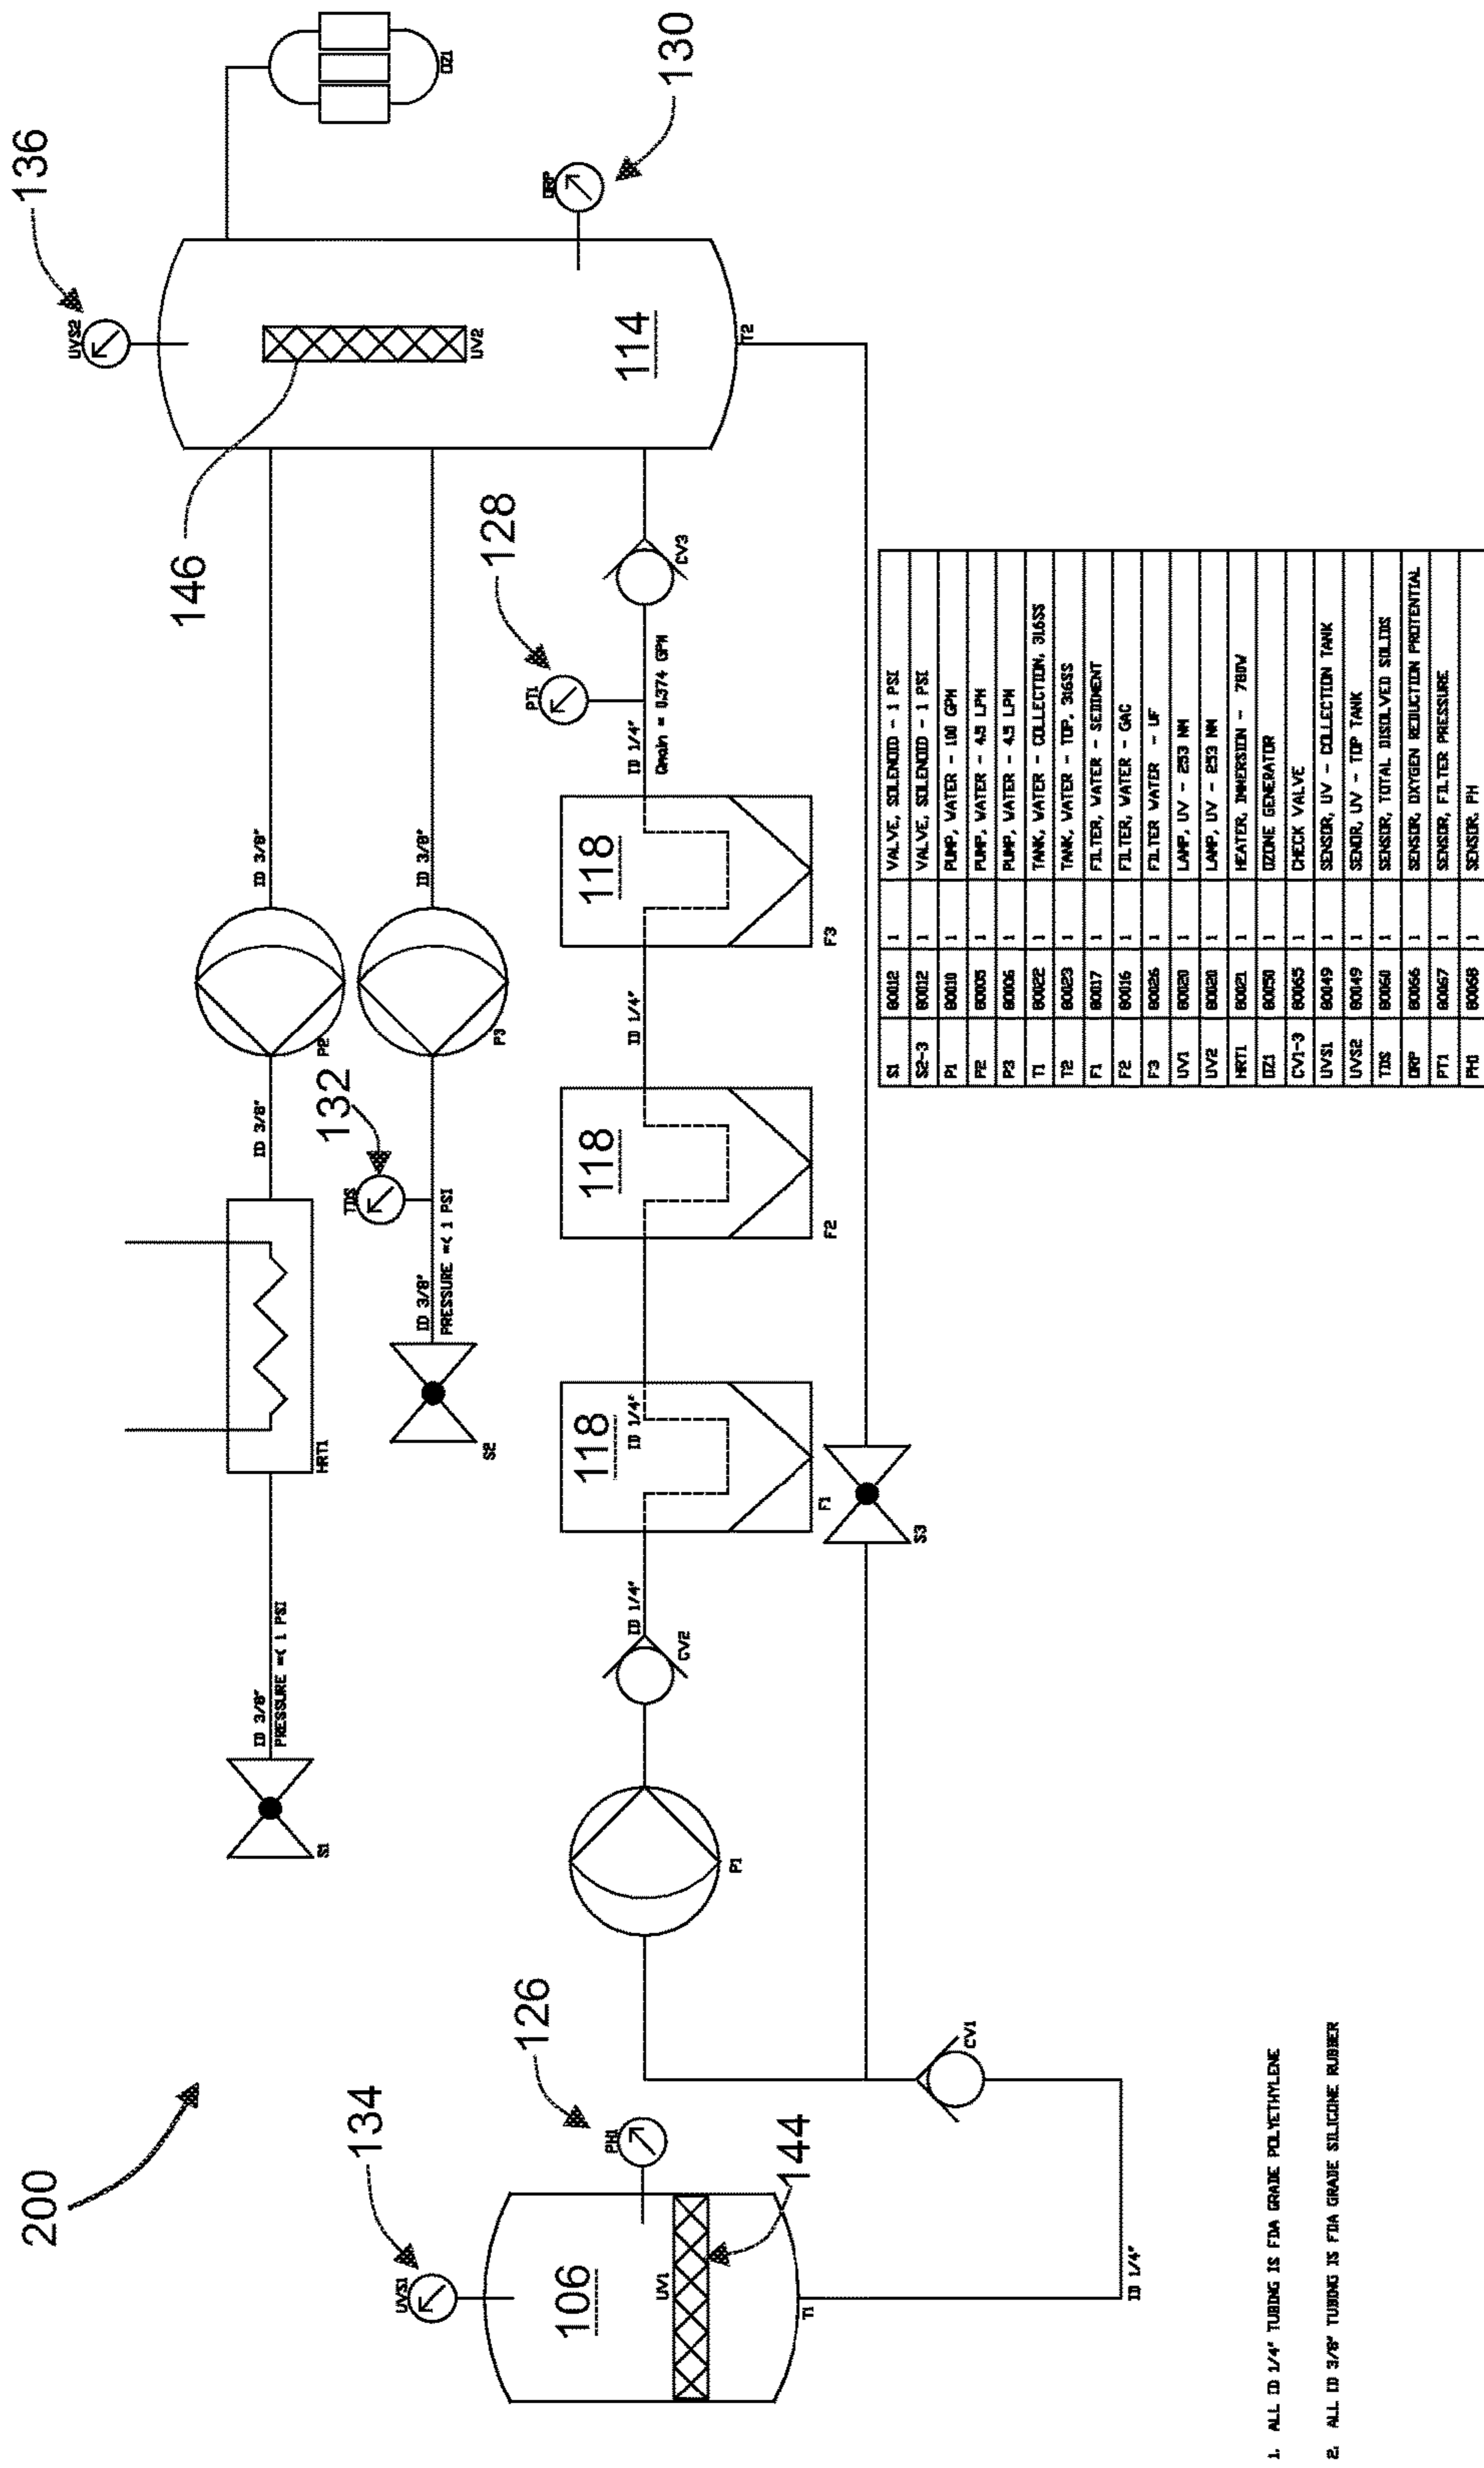 200
134
UVS1
106
UV1
T1
PH1
126
144
ID 1/4"
CV1
P1
CV2
ID 1/4"
S1
ID 3/8"
PRESSURE =< 1 PSI
HRT1
ID 3/8"
P2
ID 3/8"
132
TDS
S2
ID 3/8"
PRESSURE =< 1 PSI
P3
ID 3/8"
118
ID 1/4"
F1
118
F2
ID 1/4"
118
F3
ID 1/4"
Qmain = 0.374 GPM
PT1
128
CV3
S3
146
136
UVS2
UV2
114
T2
ORP
130
OZ1
S1 80012 1 VALVE, SOLENOID - 1 PSI
S2-3 80012 1 VALVE, SOLENOID - 1 PSI
P1 80010 1 PUMP, WATER - 100 GPM
P2 80005 1 PUMP, WATER - 4.5 LPM
P3 80006 1 PUMP, WATER - 4.5 LPM
T1 80022 1 TANK, WATER - COLLECTION, 316SS
T2 80023 1 TANK, WATER - TOP, 316SS
F1 80017 1 FILTER, WATER - SEDIMENT
F2 80016 1 FILTER, WATER - GAC
F3 80026 1 FILTER WATER - UF
UV1 80020 1 LAMP, UV - 253 NM
UV2 80020 1 LAMP, UV - 253 NM
HRT1 80021 1 HEATER, IMMERSION - 780W
OZ1 80050 1 OZONE GENERATOR
CV1-3 80065 1 CHECK VALVE
UVS1 80049 1 SENSOR, UV - COLLECTION TANK
UVS2 80049 1 SENOR, UV - TOP TANK
TDS 80060 1 SENSOR, TOTAL DISOLVED SOLIDS
ORP 80066 1 SENSOR, OXYGEN REDUCTION PROTENTIAL
PT1 80067 1 SENSOR, FILTER PRESSURE
PH1 80068 1 SENSOR, PH
1. ALL ID 1/4" TUBING IS FDA GRADE POLYETHYLENE
2. ALL ID 3/8" TUBING IS FDA GRADE SILICONE RUBBER